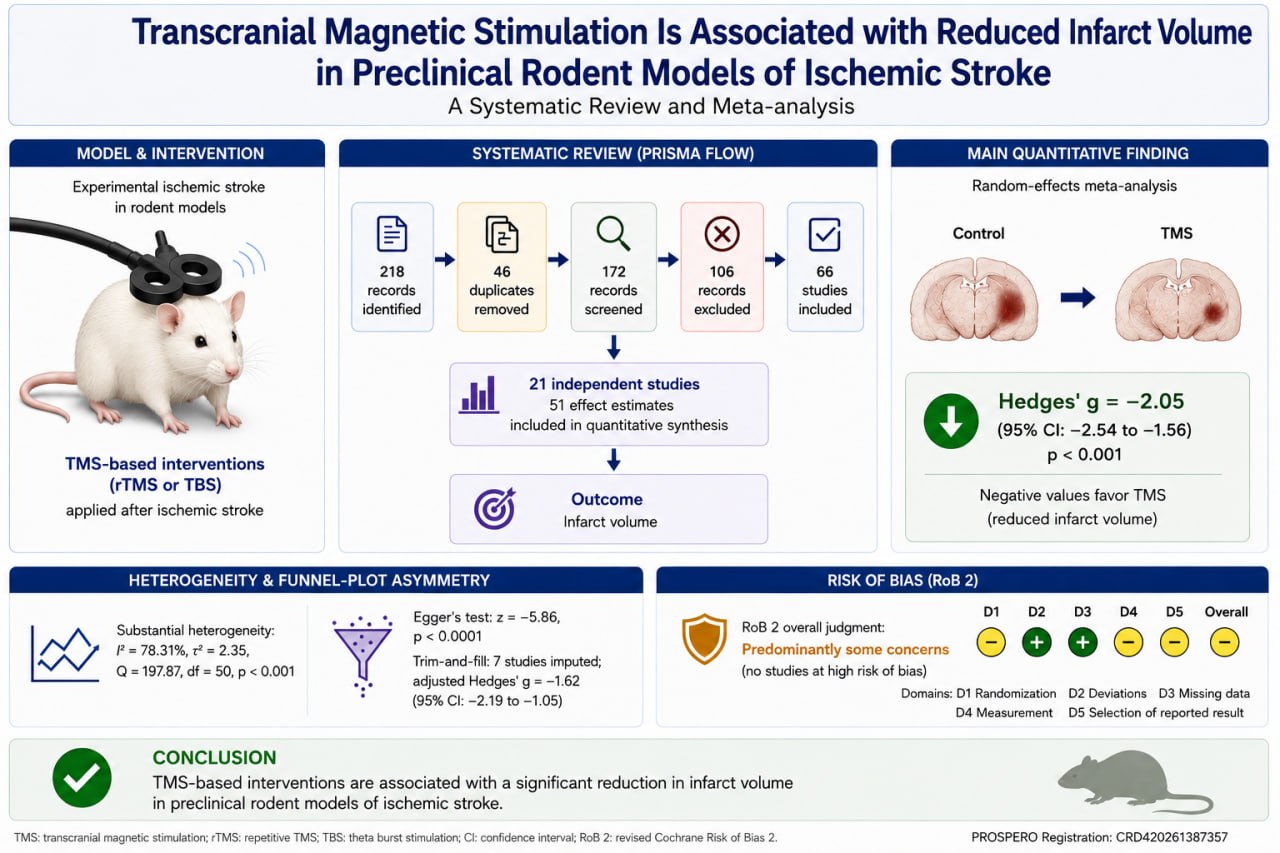 Transcranial Magnetic Stimulation Is Associated with Reduced Infarct Volume
in Preclinical Rodent Models of Ischemic Stroke
A Systematic Review and Meta-analysis
MODEL & INTERVENTION
Experimental ischemic stroke
in rodent models
TMS-based interventions
(rTMS or TBS)
applied after ischemic stroke
SYSTEMATIC REVIEW (PRISMA FLOW)
218
records
identified
46
duplicates
removed
172
records
screened
106
records
excluded
66
studies
included
21 independent studies
51 effect estimates
included in quantitative synthesis
Outcome
Infarct volume
MAIN QUANTITATIVE FINDING
Random-effects meta-analysis
Control
TMS
Hedges' g = −2.05
(95% CI: −2.54 to −1.56)
p < 0.001
Negative values favor TMS
(reduced infarct volume)
HETEROGENEITY & FUNNEL-PLOT ASYMMETRY
Substantial heterogeneity:
I² = 78.31%, τ² = 2.35,
Q = 197.87, df = 50, p < 0.001
Egger's test: z = −5.86,
p < 0.0001
Trim-and-fill: 7 studies imputed;
adjusted Hedges' g = −1.62
(95% CI: −2.19 to −1.05)
RISK OF BIAS (RoB 2)
RoB 2 overall judgment:
Predominantly some concerns
(no studies at high risk of bias)
D1 D2 D3 D4 D5 Overall
− + + − − −
Domains: D1 Randomization D2 Deviations D3 Missing data
D4 Measurement D5 Selection of reported result
CONCLUSION
TMS-based interventions are associated with a significant reduction in infarct volume
in preclinical rodent models of ischemic stroke.
TMS: transcranial magnetic stimulation; rTMS: repetitive TMS; TBS: theta burst stimulation; CI: confidence interval; RoB 2: revised Cochrane Risk of Bias 2.
PROSPERO Registration: CRD420261387357